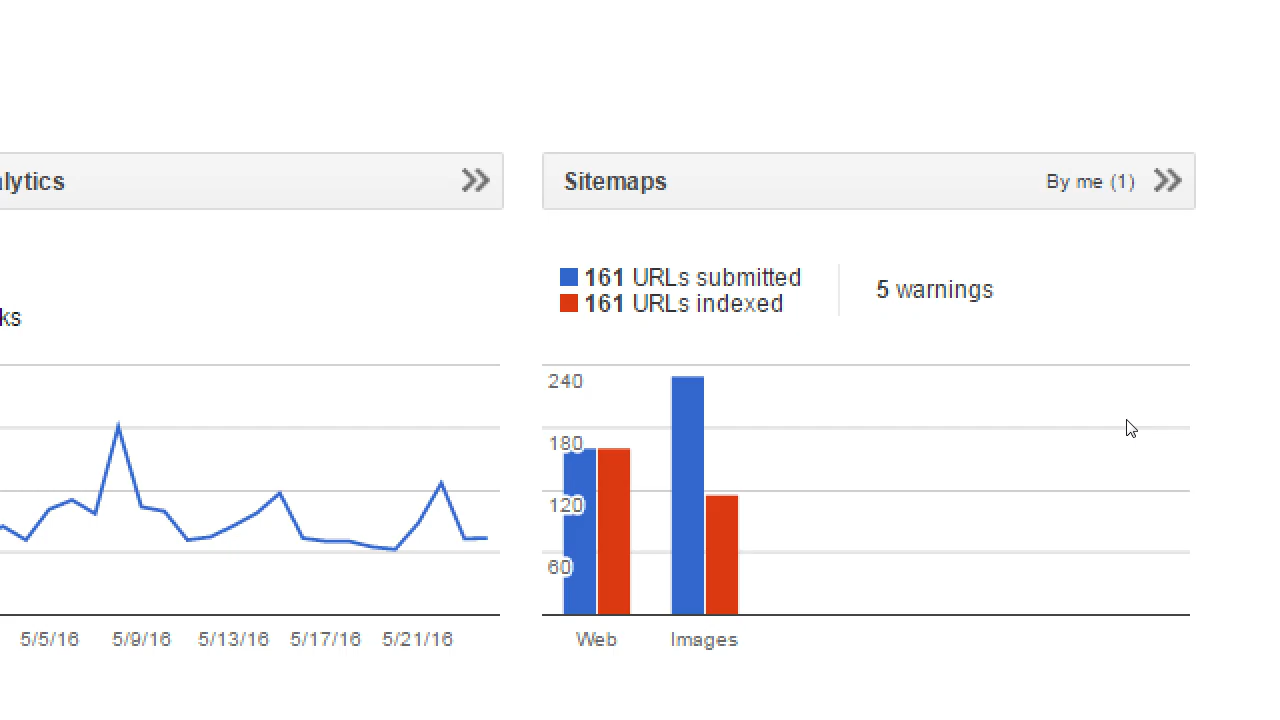 alytics
Sitemaps
By me (1)
161 URLs submitted
161 URLs indexed
5 warnings
ks
240
180
120
60
5/5/16 5/9/16 5/13/16 5/17/16 5/21/16
Web Images